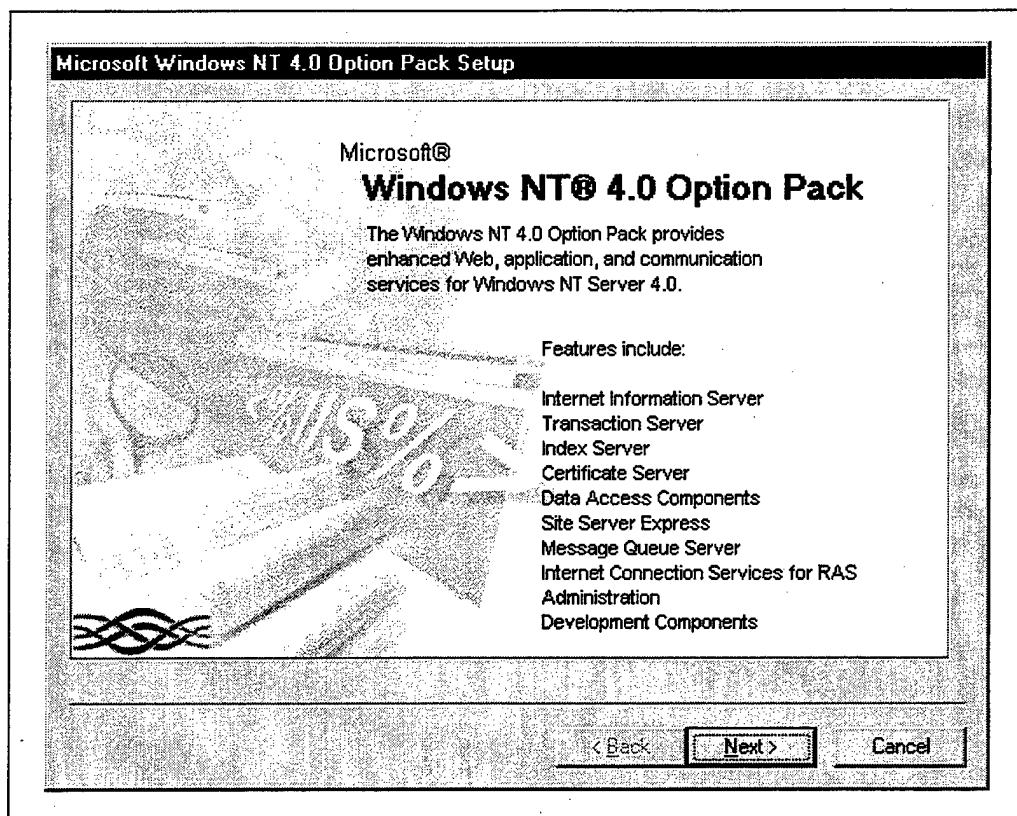 Microsoft Windows NT 4.0 Option Pack Setup
Microsoft®
Windows NT® 4.0 Option Pack
The Windows NT 4.0 Option Pack provides
enhanced Web, application, and communication
services for Windows NT Server 4.0.
Features include:
Internet Information Server
Transaction Server
Index Server
Certificate Server
Data Access Components
Site Server Express
Message Queue Server
Internet Connection Services for RAS
Administration
Development Components
< Back
Next >
Cancel